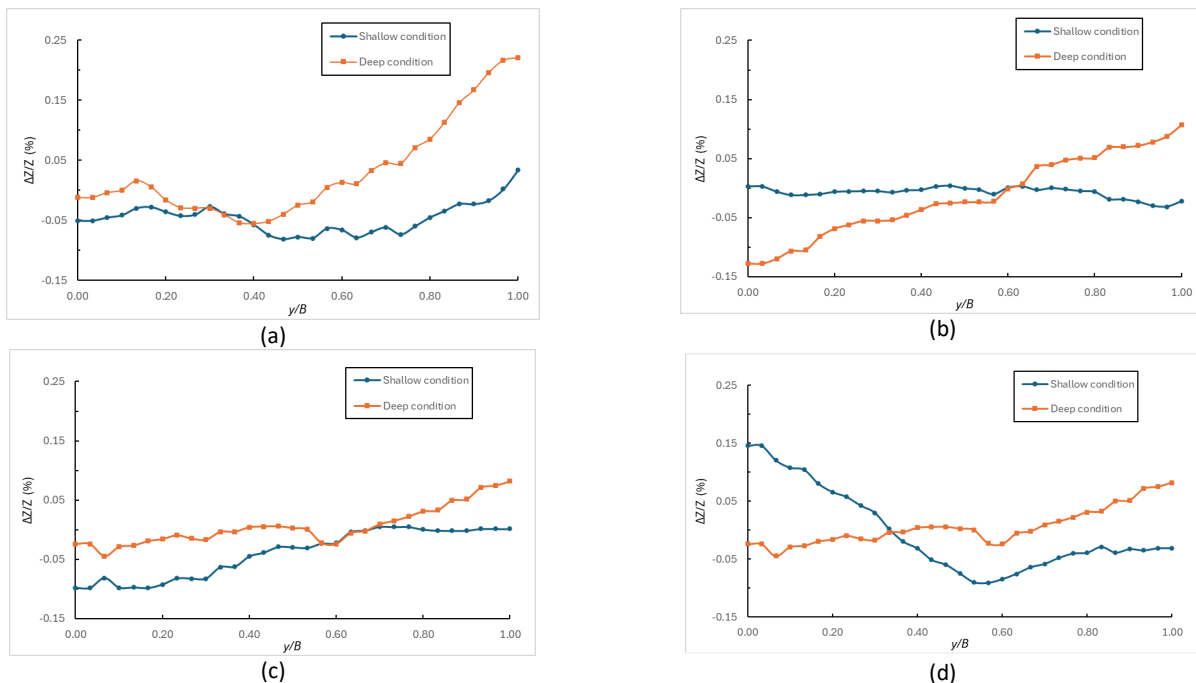 Shallow condition
Deep condition
0.25
0.15
0.05
-0.05
-0.15
ΔZ/Z (%)
0.00 0.20 0.40 0.60 0.80 1.00
y/B
(a)
Shallow condition
Deep condition
0.25
0.15
0.05
-0.05
-0.15
ΔZ/Z (%)
0.00 0.20 0.40 0.60 0.80 1.00
y/B
(b)
Shallow condition
Deep condition
0.25
0.15
0.05
-0.05
-0.15
ΔZ/Z (%)
0.00 0.20 0.40 0.60 0.80 1.00
y/B
(c)
Shallow condition
Deep condition
0.25
0.15
0.05
-0.05
-0.15
ΔZ/Z (%)
0.00 0.20 0.40 0.60 0.80 1.00
y/B
(d)